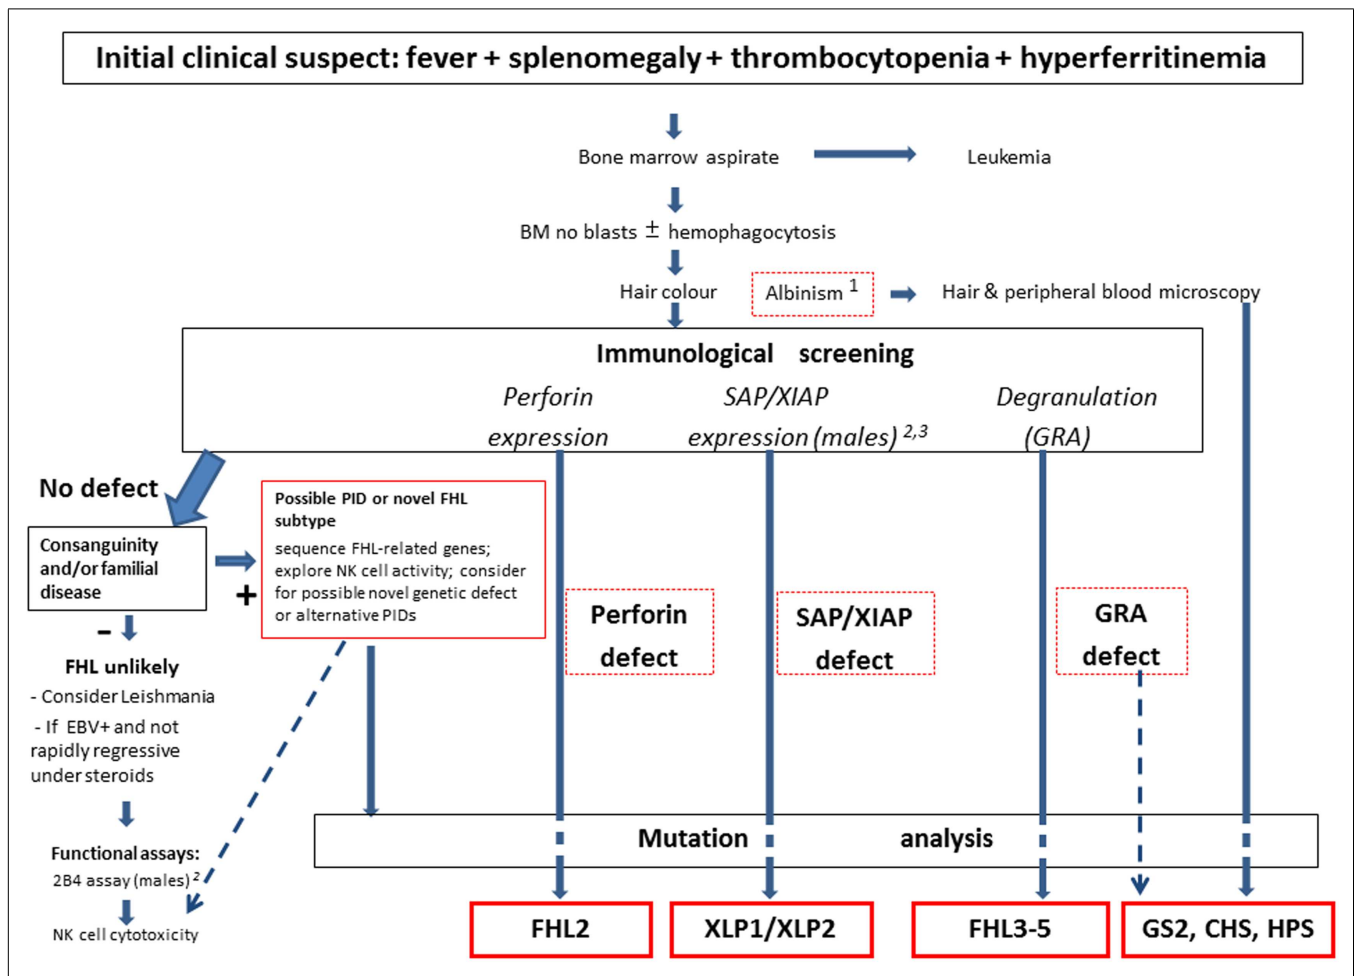 Initial clinical suspect: fever + splenomegaly + thrombocytopenia + hyperferritinemia
Bone marrow aspirate
Leukemia
BM no blasts ± hemophagocytosis
Hair colour
Albinism 1
Hair & peripheral blood microscopy
Immunological screening
Perforin
expression
SAP/XIAP
expression (males) 2,3
Degranulation
(GRA)
No defect
Consanguinity
and/or familial
disease
+
Possible PID or novel FHL
subtype
sequence FHL-related genes;
explore NK cell activity; consider
for possible novel genetic defect
or alternative PIDs
Perforin
defect
SAP/XIAP
defect
GRA
defect
–
FHL unlikely
- Consider Leishmania
- If EBV+ and not
rapidly regressive
under steroids
Functional assays:
2B4 assay (males) 2
NK cell cytotoxicity
Mutation analysis
FHL2
XLP1/XLP2
FHL3-5
GS2, CHS, HPS